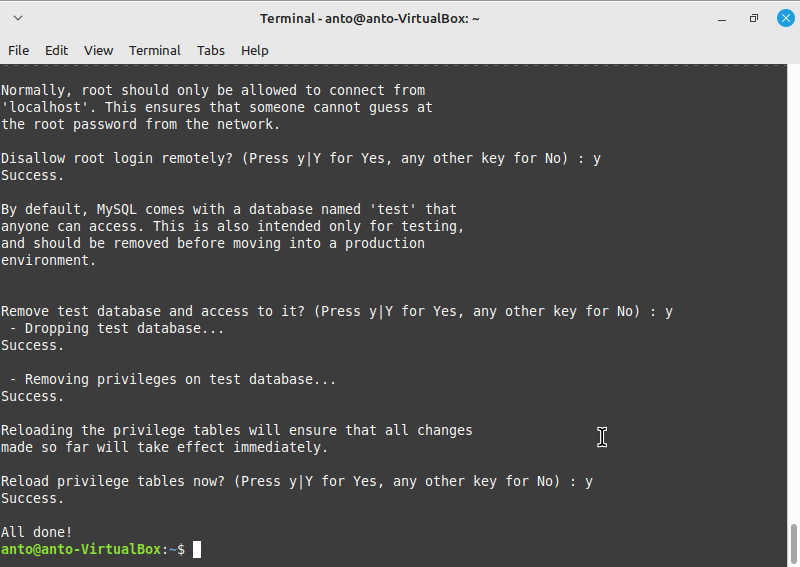 Terminal - anto@anto-VirtualBox: ~
File Edit View Terminal Tabs Help
Normally, root should only be allowed to connect from
'localhost'. This ensures that someone cannot guess at
the root password from the network.
Disallow root login remotely? (Press y|Y for Yes, any other key for No) : y
Success.
By default, MySQL comes with a database named 'test' that
anyone can access. This is also intended only for testing,
and should be removed before moving into a production
environment.
Remove test database and access to it? (Press y|Y for Yes, any other key for No) : y
 - Dropping test database...
Success.
 - Removing privileges on test database...
Success.
Reloading the privilege tables will ensure that all changes
made so far will take effect immediately.
Reload privilege tables now? (Press y|Y for Yes, any other key for No) : y
Success.
All done!
anto@anto-VirtualBox:~$